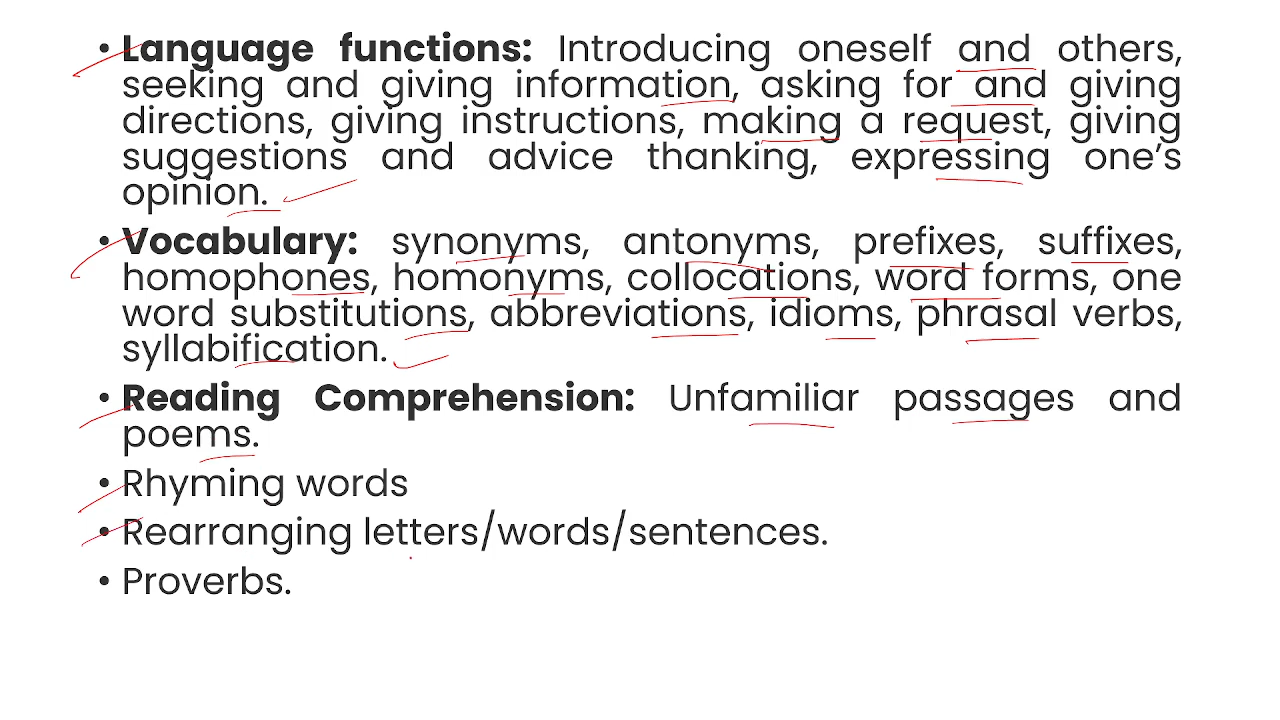 • Language functions: Introducing oneself and others,
seeking and giving information, asking for and giving
directions, giving instructions, making a request, giving
suggestions and advice thanking, expressing one’s
opinion.
• Vocabulary: synonyms, antonyms, prefixes, suffixes,
homophones, homonyms, collocations, word forms, one
word substitutions, abbreviations, idioms, phrasal verbs,
syllabification.
• Reading Comprehension: Unfamiliar passages and
poems.
• Rhyming words
• Rearranging letters/words/sentences.
• Proverbs.